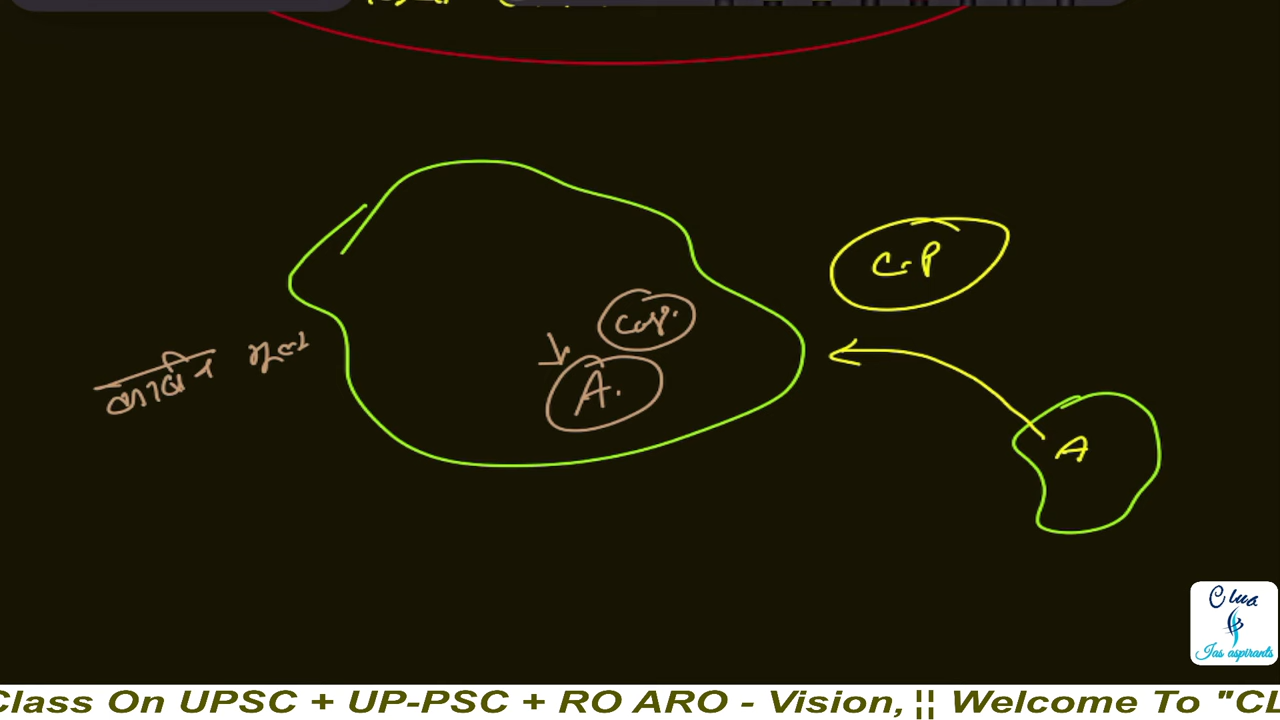 C-P
Cap.
A.
A
Clua
Ias aspirants
Class On UPSC + UP-PSC + RO ARO - Vision, ¦¦ Welcome To "CL